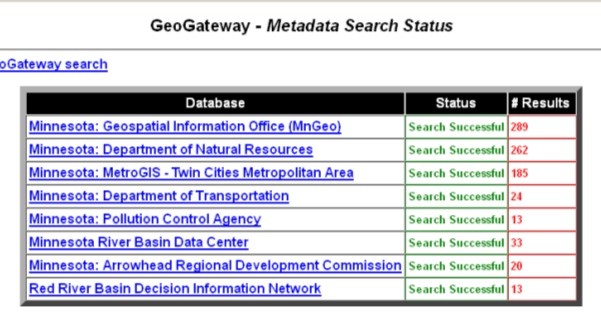 GeoGateway - Metadata Search Status
oGateway search
Database Status # Results
Minnesota: Geospatial Information Office (MnGeo) Search Successful 289
Minnesota: Department of Natural Resources Search Successful 262
Minnesota: MetroGIS - Twin Cities Metropolitan Area Search Successful 185
Minnesota: Department of Transportation Search Successful 24
Minnesota: Pollution Control Agency Search Successful 13
Minnesota River Basin Data Center Search Successful 33
Minnesota: Arrowhead Regional Development Commission Search Successful 20
Red River Basin Decision Information Network Search Successful 13